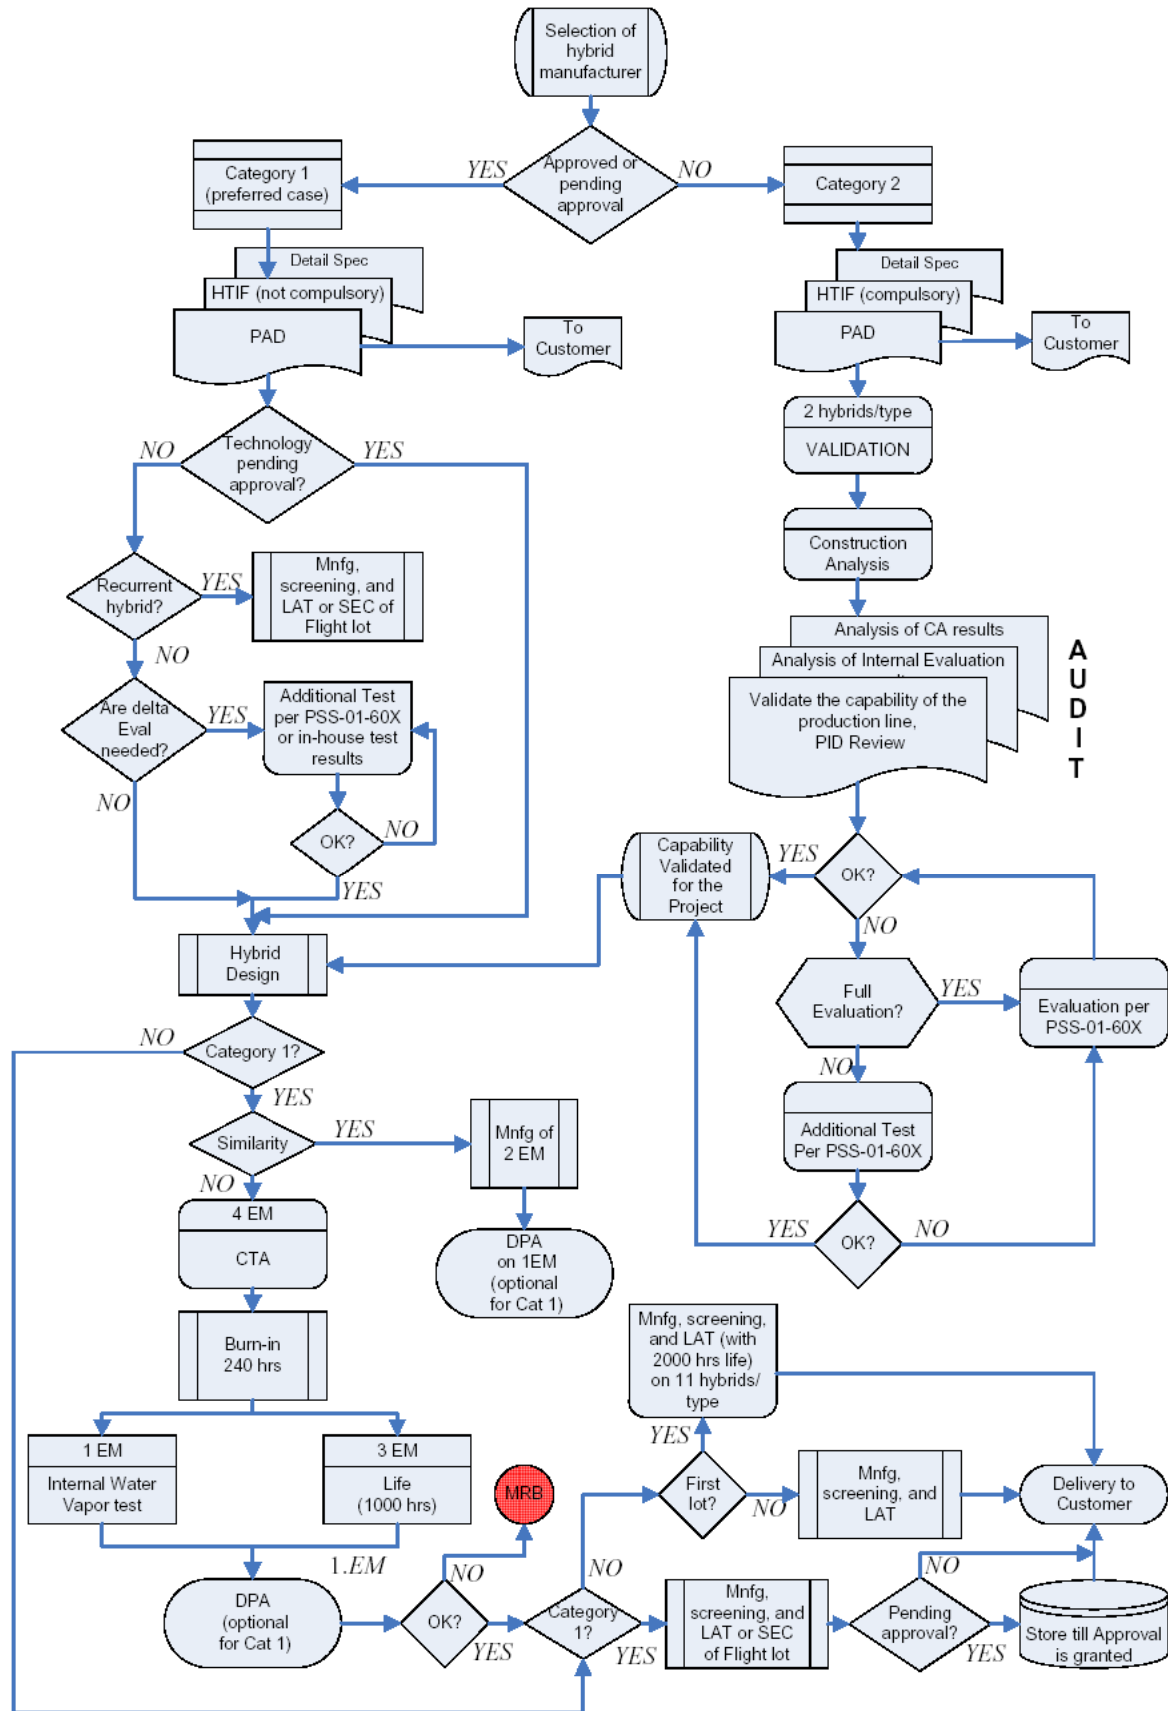 Selection of
hybrid
manufacturer
Approved or
pending
approval
YES
NO
Category 1
(preferred case)
Category 2
Detail Spec
HTIF (not compulsory)
PAD
To
Customer
Detail Spec
HTIF (compulsory)
PAD
To
Customer
2 hybrids/type
VALIDATION
Technology
pending
approval?
NO
YES
Construction
Analysis
Recurrent
hybrid?
YES
Mnfg,
screening, and
LAT or SEC of
Flight lot
NO
Analysis of CA results
Analysis of Internal Evaluation
Validate the capability of the
production line,
PID Review
A
U
D
I
T
Are delta
Eval
needed?
YES
NO
Additional Test
per PSS-01-60X
or in-house test
results
OK?
NO
YES
Capability
Validated
for the
Project
YES
OK?
NO
Hybrid
Design
Full
Evaluation?
YES
Evaluation per
PSS-01-60X
NO
Category 1?
NO
YES
Additional Test
Per PSS-01-60X
Similarity
YES
NO
Mnfg of
2 EM
YES
OK?
NO
4 EM
CTA
DPA
on 1EM
(optional
for Cat 1)
Burn-in
240 hrs
Mnfg, screening,
and LAT (with
2000 hrs life)
on 11 hybrids/
type
YES
1 EM
Internal Water
Vapor test
3 EM
Life
(1000 hrs)
MRB
First
lot?
NO
Mnfg,
screening, and
LAT
Delivery to
Customer
1.EM
DPA
(optional
for Cat 1)
OK?
NO
YES
Category
1?
NO
YES
Mnfg,
screening, and
LAT or SEC
of Flight lot
Pending
approval?
NO
YES
Store till Approval
is granted